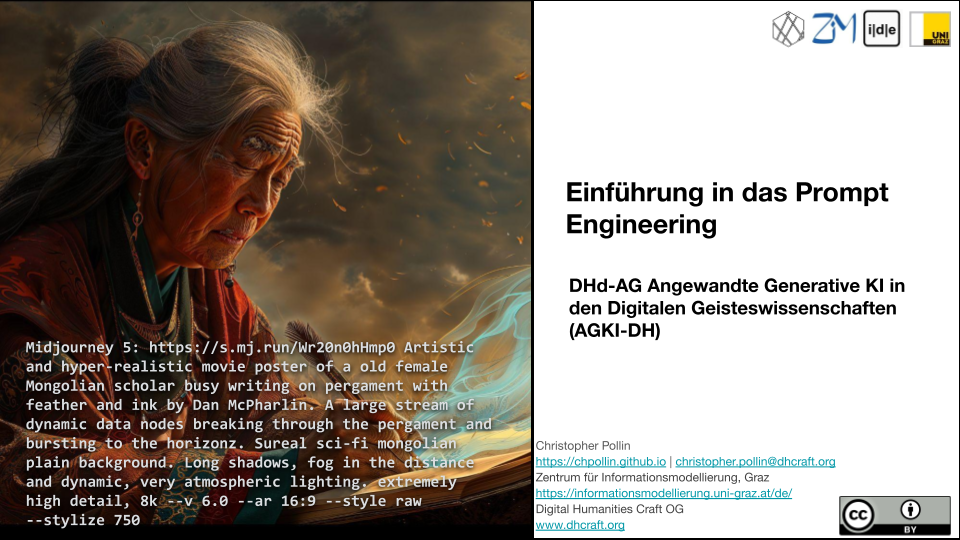 ZIM
i|d|e
UNI
GRAZ
Einführung in das Prompt
Engineering
DHd-AG Angewandte Generative KI in
den Digitalen Geisteswissenschaften
(AGKI-DH)
Midjourney 5: https://s.mj.run/Wr20n0hHmp0 Artistic
and hyper-realistic movie poster of a old female
Mongolian scholar busy writing on pergament with
feather and ink by Dan McPharlin. A large stream of
dynamic data nodes breaking through the pergament and
bursting to the horizonz. Sureal sci-fi mongolian
plain background. Long shadows, fog in the distance
and dynamic, very atmospheric lighting. extremely
high detail, 8k --v 6.0 --ar 16:9 --style raw
--stylize 750
Christopher Pollin
https://chpollin.github.io | christopher.pollin@dhcraft.org
Zentrum für Informationsmodellierung, Graz
https://informationsmodellierung.uni-graz.at/de/
Digital Humanities Craft OG
www.dhcraft.org
cc
BY